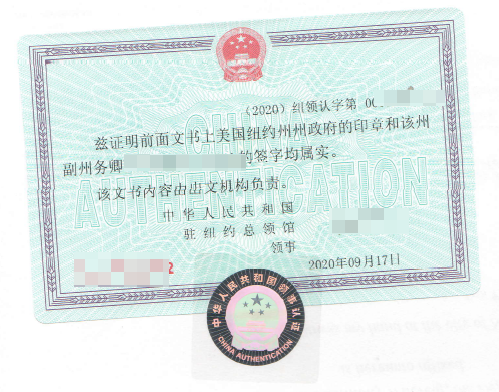 （2020）纽领认字第 00
兹证明前面文书上美国纽约州州政府的印章和该州
副州务卿 的签字均属实。
该文书内容由出文机构负责。
中华人民共和国
驻纽约总领馆
领事
2020年09月17日
CHINA
AUTHENTICATION
中华人民共和国领事认证
CHINA AUTHENTICATION